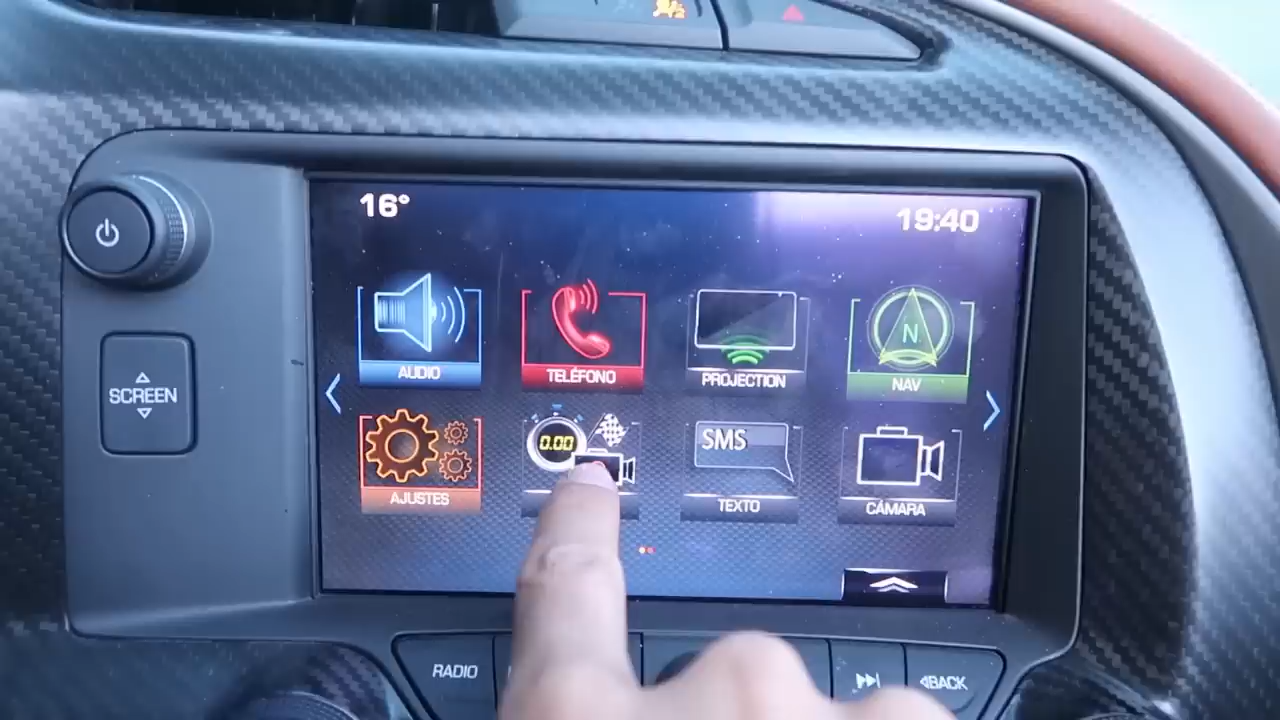 16°
19:40
AUDIO
TELÉFONO
PROJECTION
N
NAV
SCREEN
0.00
SMS
AJUSTES
TEXTO
CÁMARA
RADIO
BACK